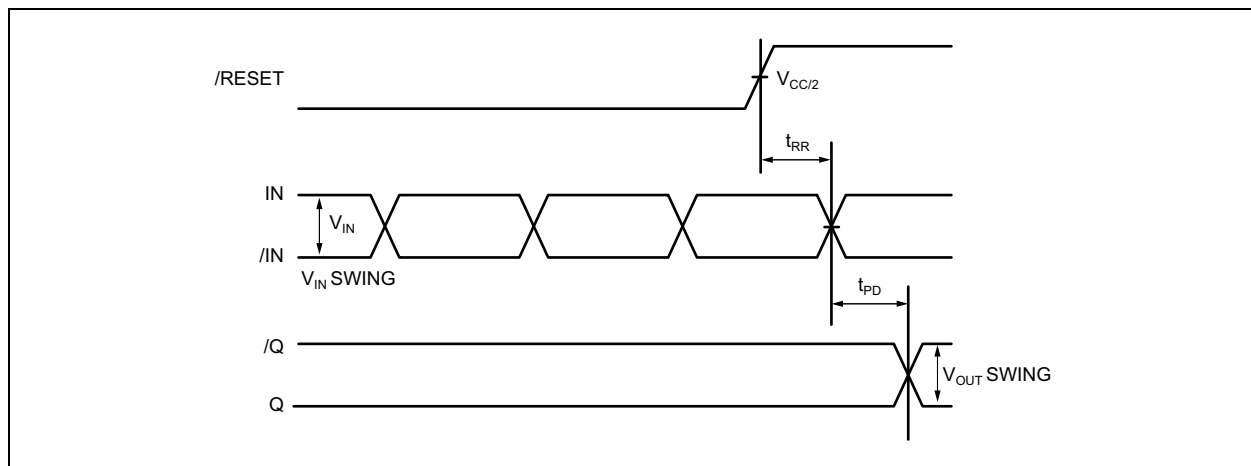 /RESET
VCC/2
tRR
IN
VIN
/IN
VIN SWING
tPD
/Q
VOUT SWING
Q